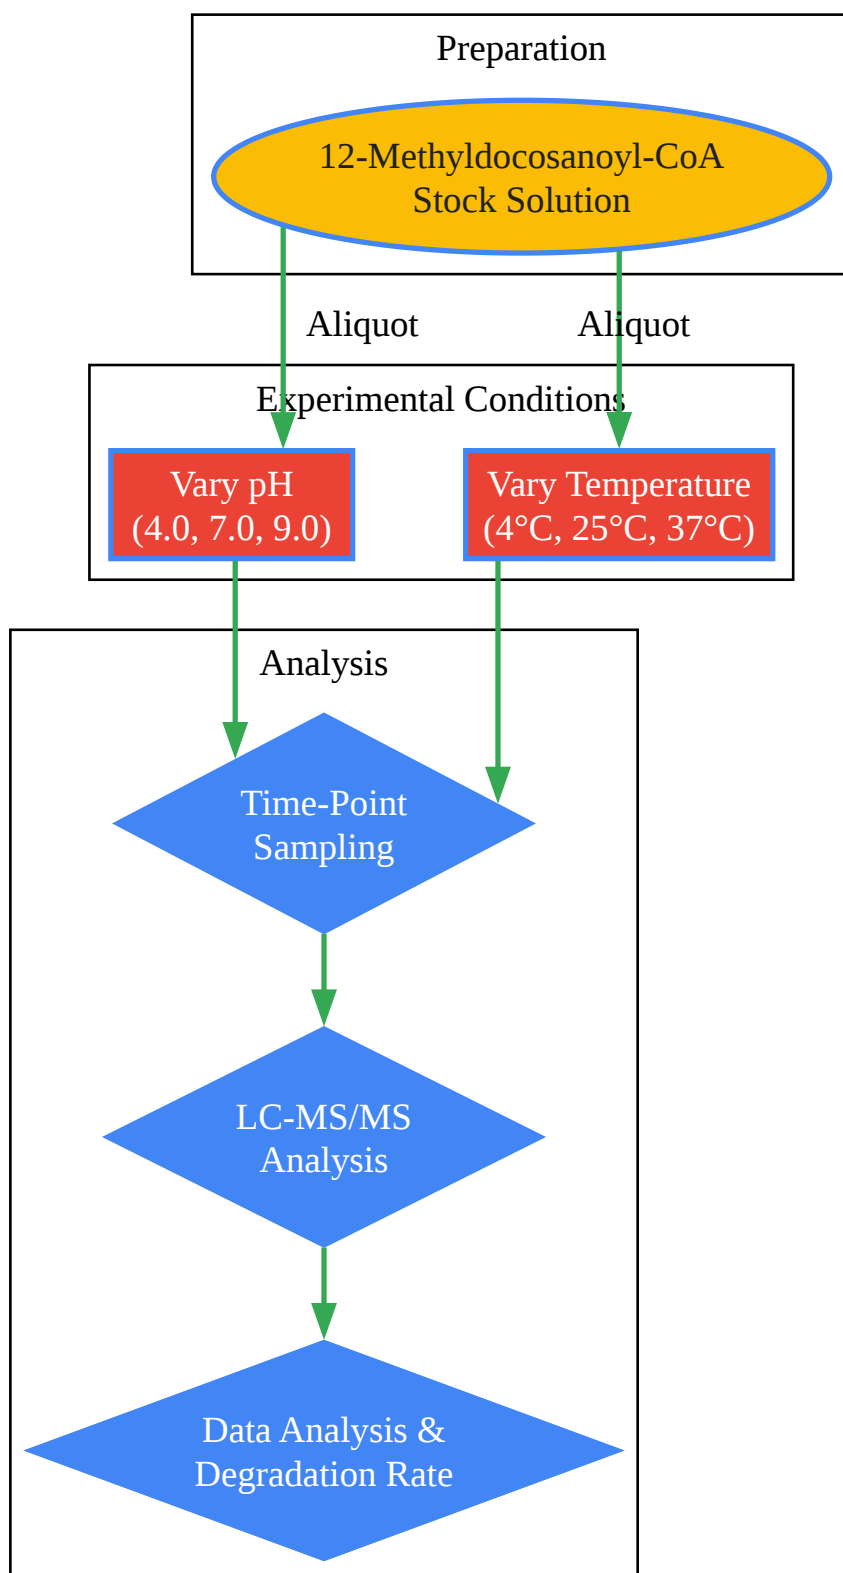 Preparation
12-Methyldocosanoyl-CoA
Stock Solution
Aliquot
Aliquot
Experimental Conditions
Vary pH
(4.0, 7.0, 9.0)
Vary Temperature
(4°C, 25°C, 37°C)
Analysis
Time-Point
Sampling
LC-MS/MS
Analysis
Data Analysis &
Degradation Rate